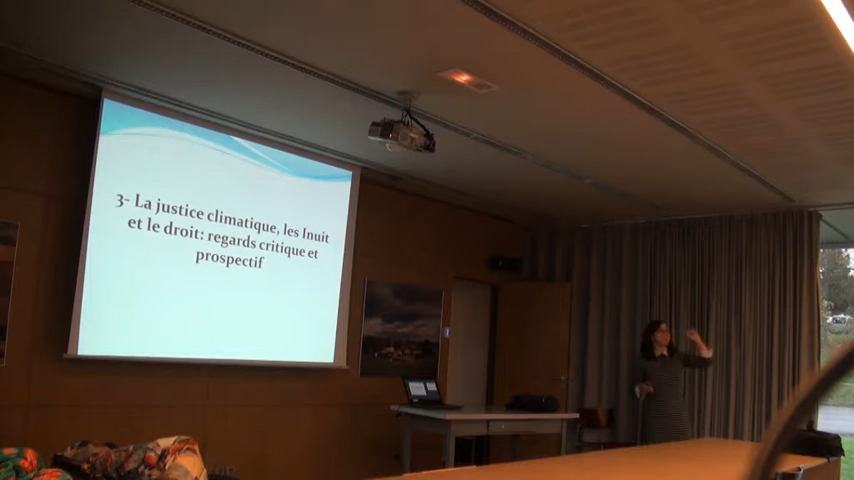 3- La justice climatique, les Inuit
et le droit: regards critique et
prospectif